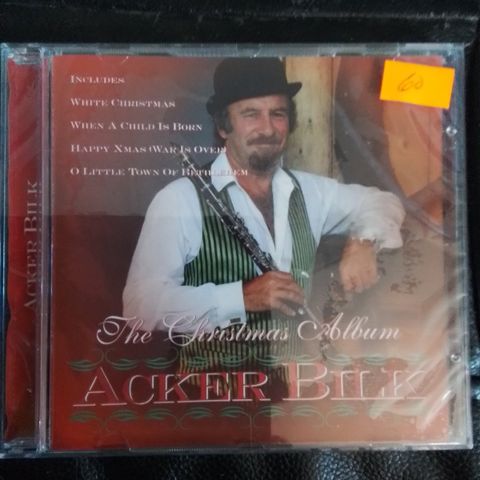 60
INCLUDES
WHITE CHRISTMAS
WHEN A CHILD IS BORN
HAPPY XMAS (WAR IS OVER)
O LITTLE TOWN OF BETHLEHEM
ACKER BILK
The Christmas Album
ACKER BILK